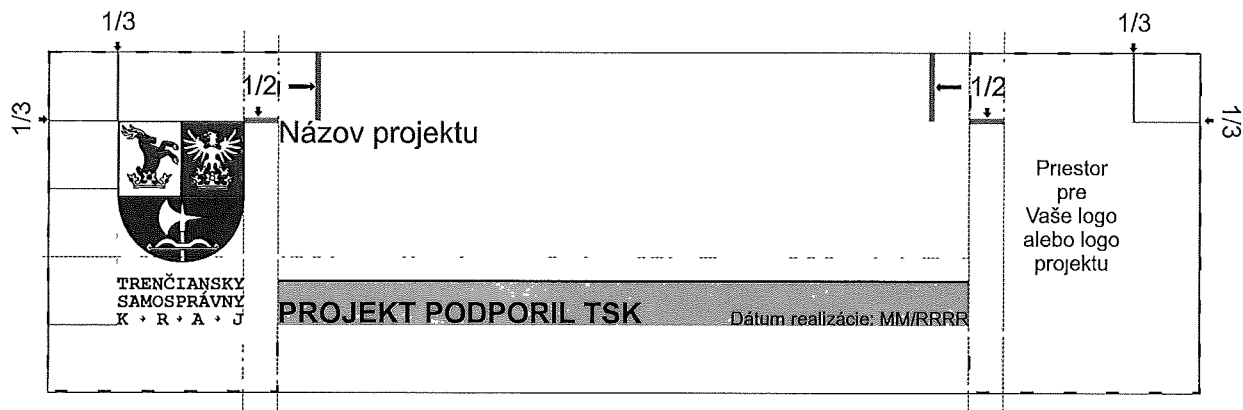 1/3
1/3
1/2
1/2
1/3
Názov projektu
1/3
Priestor
pre
Vaše logo
alebo logo
projektu
TRENČIANSKY
SAMOSPRÁVNY
K • R • A • J
PROJEKT PODPORIL TSK
Dátum realizácie: MM/RRRR